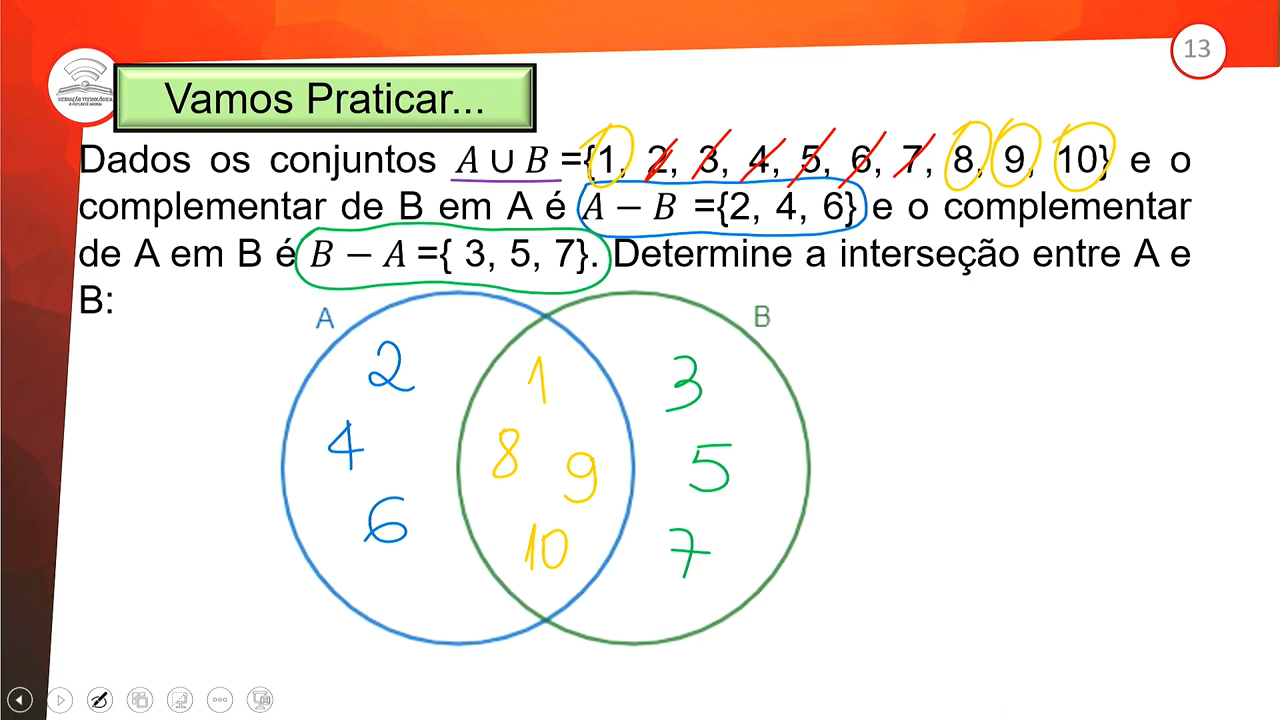 13
MEDIAÇÃO TECNOLÓGICA
Vamos Praticar...
Dados os conjuntos A ∪ B ={1, 2, 3, 4, 5, 6, 7, 8, 9, 10} e o
complementar de B em A é A − B ={2, 4, 6} e o complementar
de A em B é B − A ={ 3, 5, 7}. Determine a interseção entre A e
B:
A B
2 1 3
4 8 9 5
6 10 7